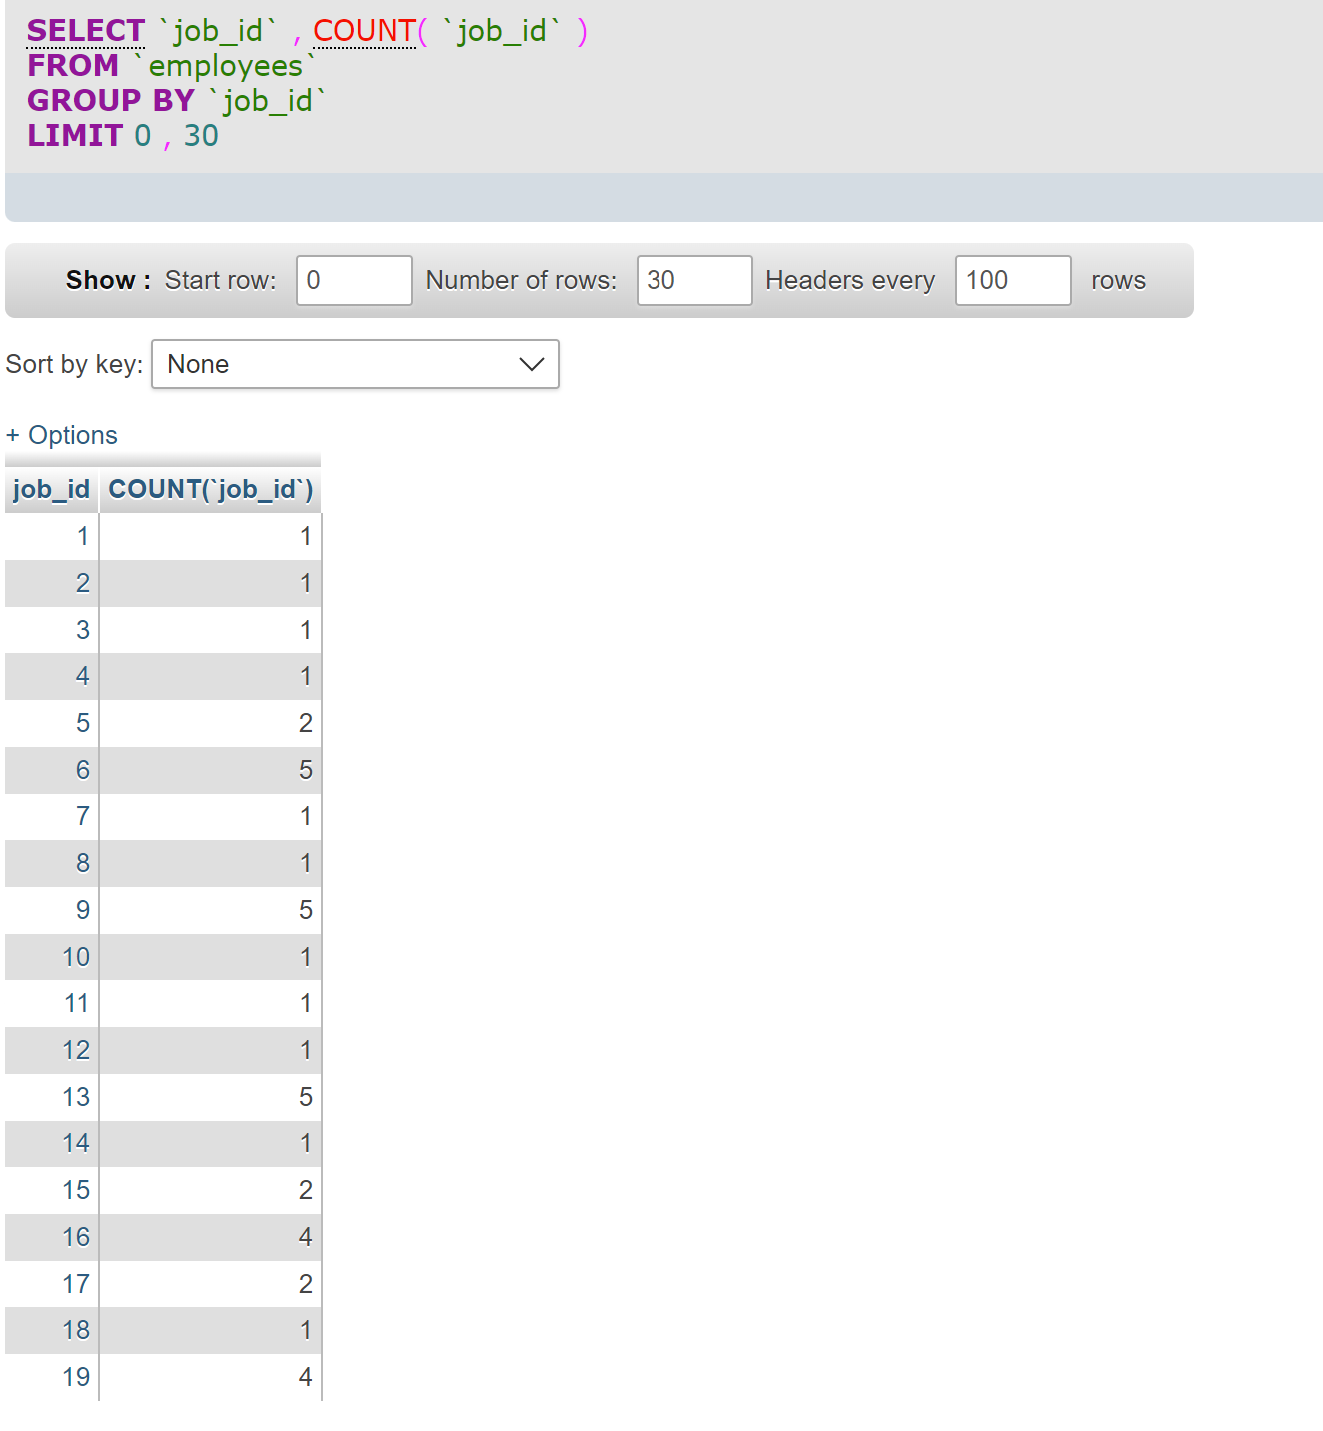 SELECT `job_id` , COUNT( `job_id` )
FROM `employees`
GROUP BY `job_id`
LIMIT 0 , 30
Show : Start row: 0 Number of rows: 30 Headers every 100 rows
Sort by key: None
+ Options
job_id COUNT(`job_id`)
1 1
2 1
3 1
4 1
5 2
6 5
7 1
8 1
9 5
10 1
11 1
12 1
13 5
14 1
15 2
16 4
17 2
18 1
19 4